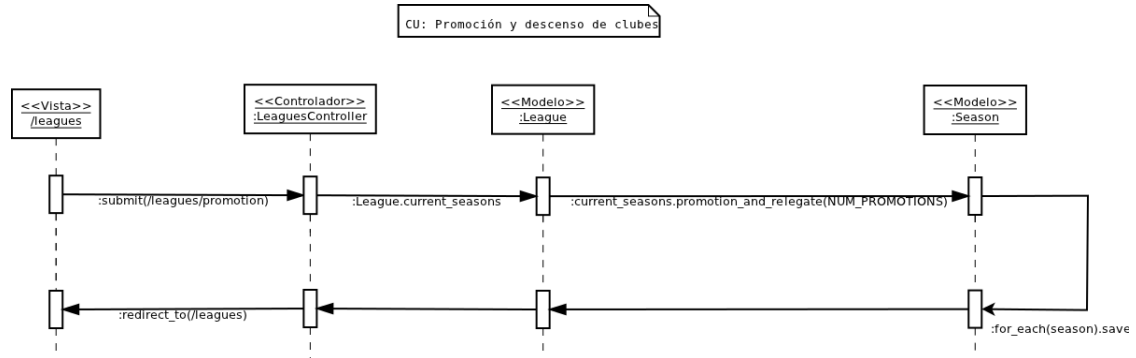 CU: Promoción y descenso de clubes
<<Vista>>
/leagues
<<Controlador>>
:LeaguesController
<<Modelo>>
:League
<<Modelo>>
:Season
:submit(/leagues/promotion)
:League.current_seasons
:current_seasons.promotion_and_relegate(NUM_PROMOTIONS)
:redirect_to(/leagues)
:for_each(season).save